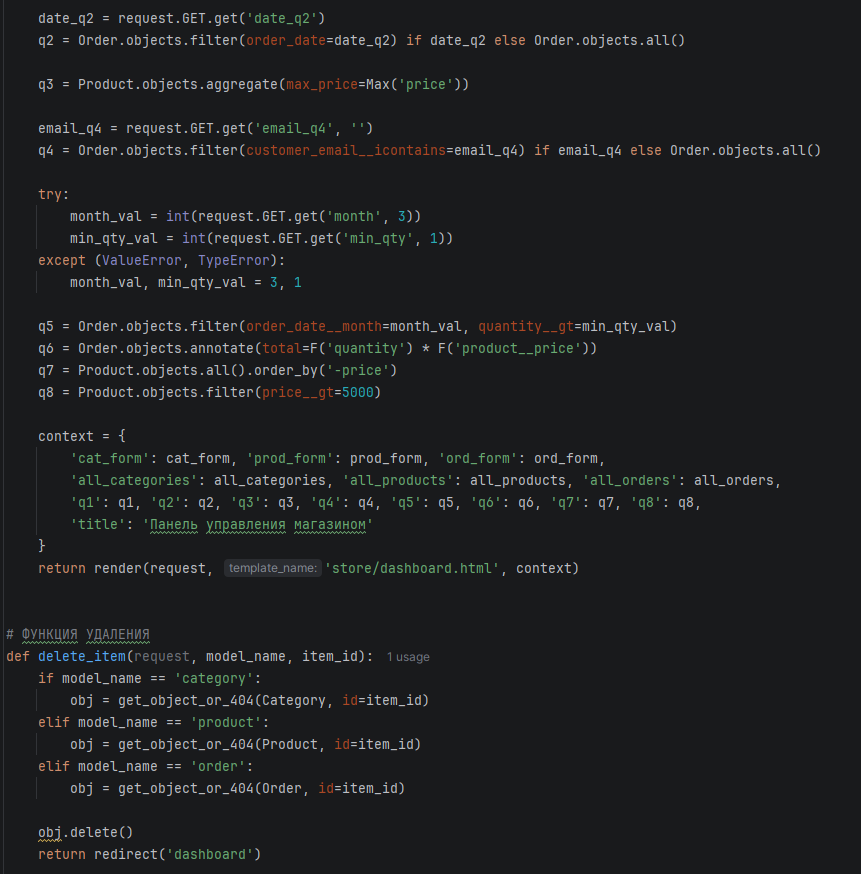 date_q2 = request.GET.get('date_q2')
q2 = Order.objects.filter(order_date=date_q2) if date_q2 else Order.objects.all()
q3 = Product.objects.aggregate(max_price=Max('price'))
email_q4 = request.GET.get('email_q4', '')
q4 = Order.objects.filter(customer_email__icontains=email_q4) if email_q4 else Order.objects.all()
try:
month_val = int(request.GET.get('month', 3))
min_qty_val = int(request.GET.get('min_qty', 1))
except (ValueError, TypeError):
month_val, min_qty_val = 3, 1
q5 = Order.objects.filter(order_date__month=month_val, quantity__gt=min_qty_val)
q6 = Order.objects.annotate(total=F('quantity') * F('product__price'))
q7 = Product.objects.all().order_by('-price')
q8 = Product.objects.filter(price__gt=5000)
context = {
'cat_form': cat_form, 'prod_form': prod_form, 'ord_form': ord_form,
'all_categories': all_categories, 'all_products': all_products, 'all_orders': all_orders,
'q1': q1, 'q2': q2, 'q3': q3, 'q4': q4, 'q5': q5, 'q6': q6, 'q7': q7, 'q8': q8,
'title': 'Панель управления магазином'
}
return render(request, template_name: 'store/dashboard.html', context)
# ФУНКЦИЯ УДАЛЕНИЯ
def delete_item(request, model_name, item_id): 1 usage
if model_name == 'category':
obj = get_object_or_404(Category, id=item_id)
elif model_name == 'product':
obj = get_object_or_404(Product, id=item_id)
elif model_name == 'order':
obj = get_object_or_404(Order, id=item_id)
obj.delete()
return redirect('dashboard')